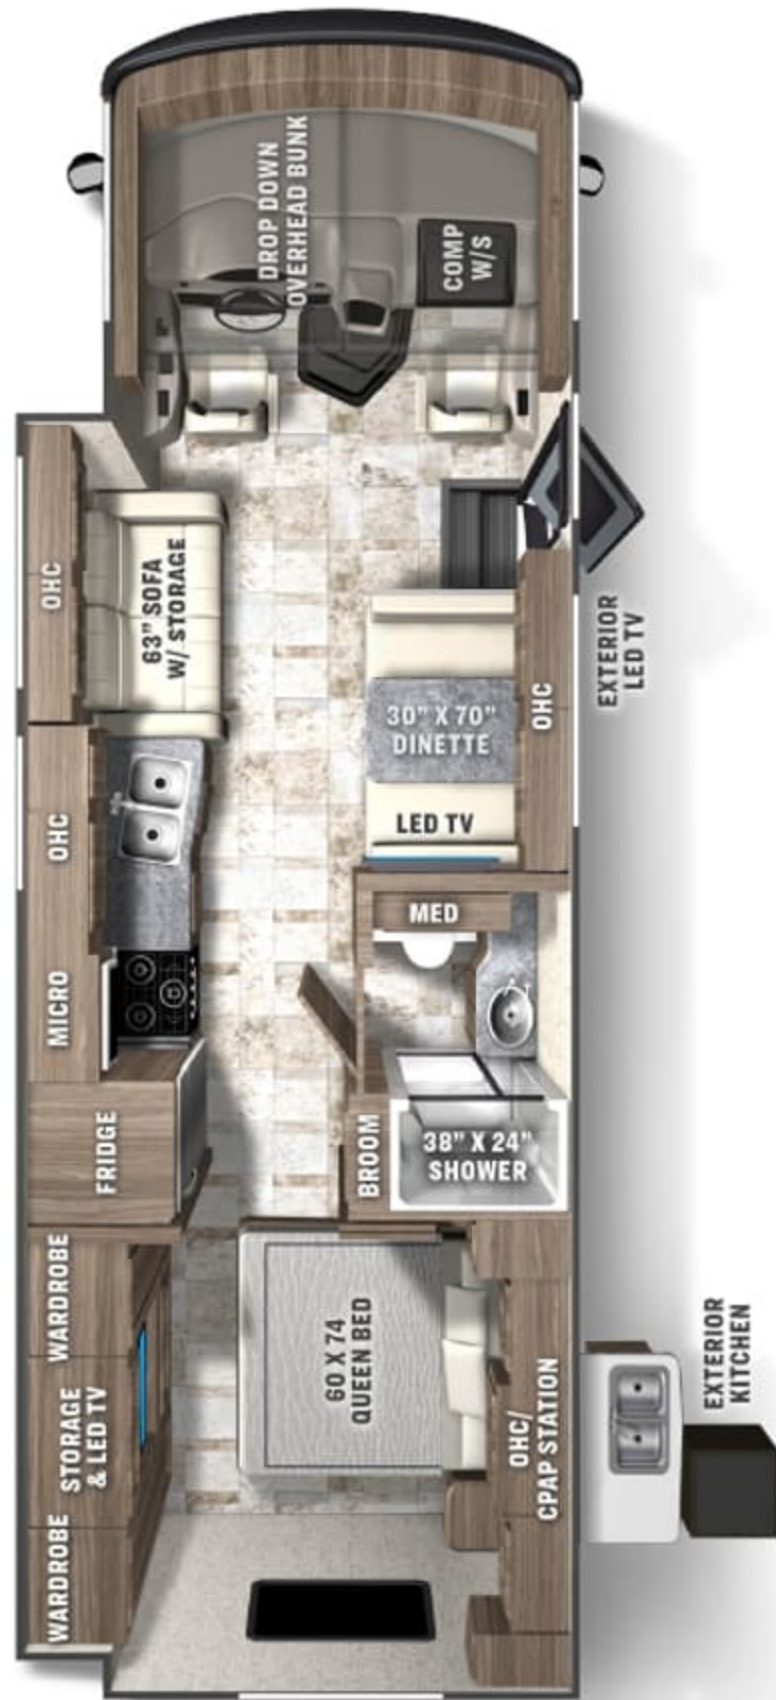 DROP DOWN
OVERHEAD BUNK
COMP
W/S
OHC
63" SOFA
W/ STORAGE
EXTERIOR
LED TV
30" X 70"
DINETTE
OHC
LED TV
OHC
MED
MICRO
FRIDGE
BROOM
38" X 24"
SHOWER
WARDROBE
60 X 74
QUEEN BED
STORAGE
& LED TV
OHC/
CPAP STATION
EXTERIOR
KITCHEN
WARDROBE